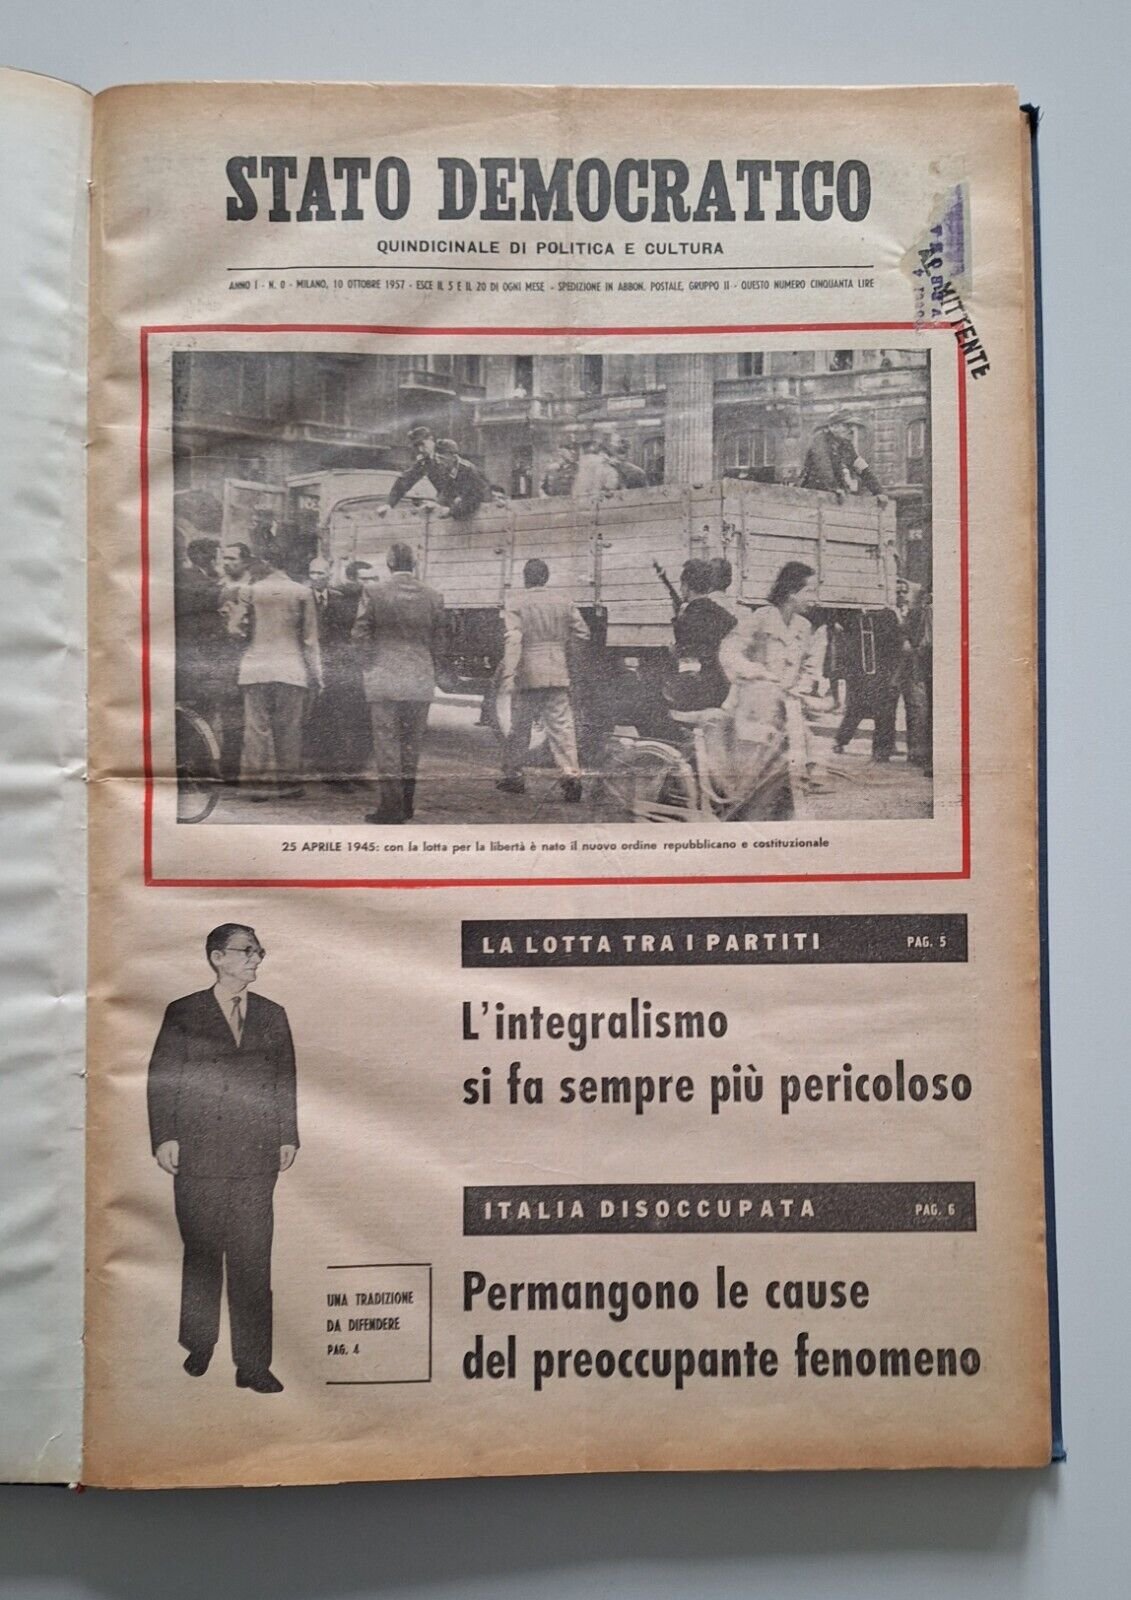 STATO DEMOCRATICO
QUINDICINALE DI POLITICA E CULTURA
ANNO I - N. 0 - MILANO, 10 OTTOBRE 1957 - ESCE IL 5 E IL 20 DI OGNI MESE - SPEDIZIONE IN ABBON. POSTALE, GRUPPO II - QUESTO NUMERO CINQUANTA LIRE
AL MITTENTE
25 APRILE 1945: con la lotta per la libertà è nato il nuovo ordine repubblicano e costituzionale
LA LOTTA TRA I PARTITI PAG. 5
L'integralismo
si fa sempre più pericoloso
ITALIA DISOCCUPATA PAG. 6
Permangono le cause
del preoccupante fenomeno
UNA TRADIZIONE
DA DIFENDERE
PAG. 4